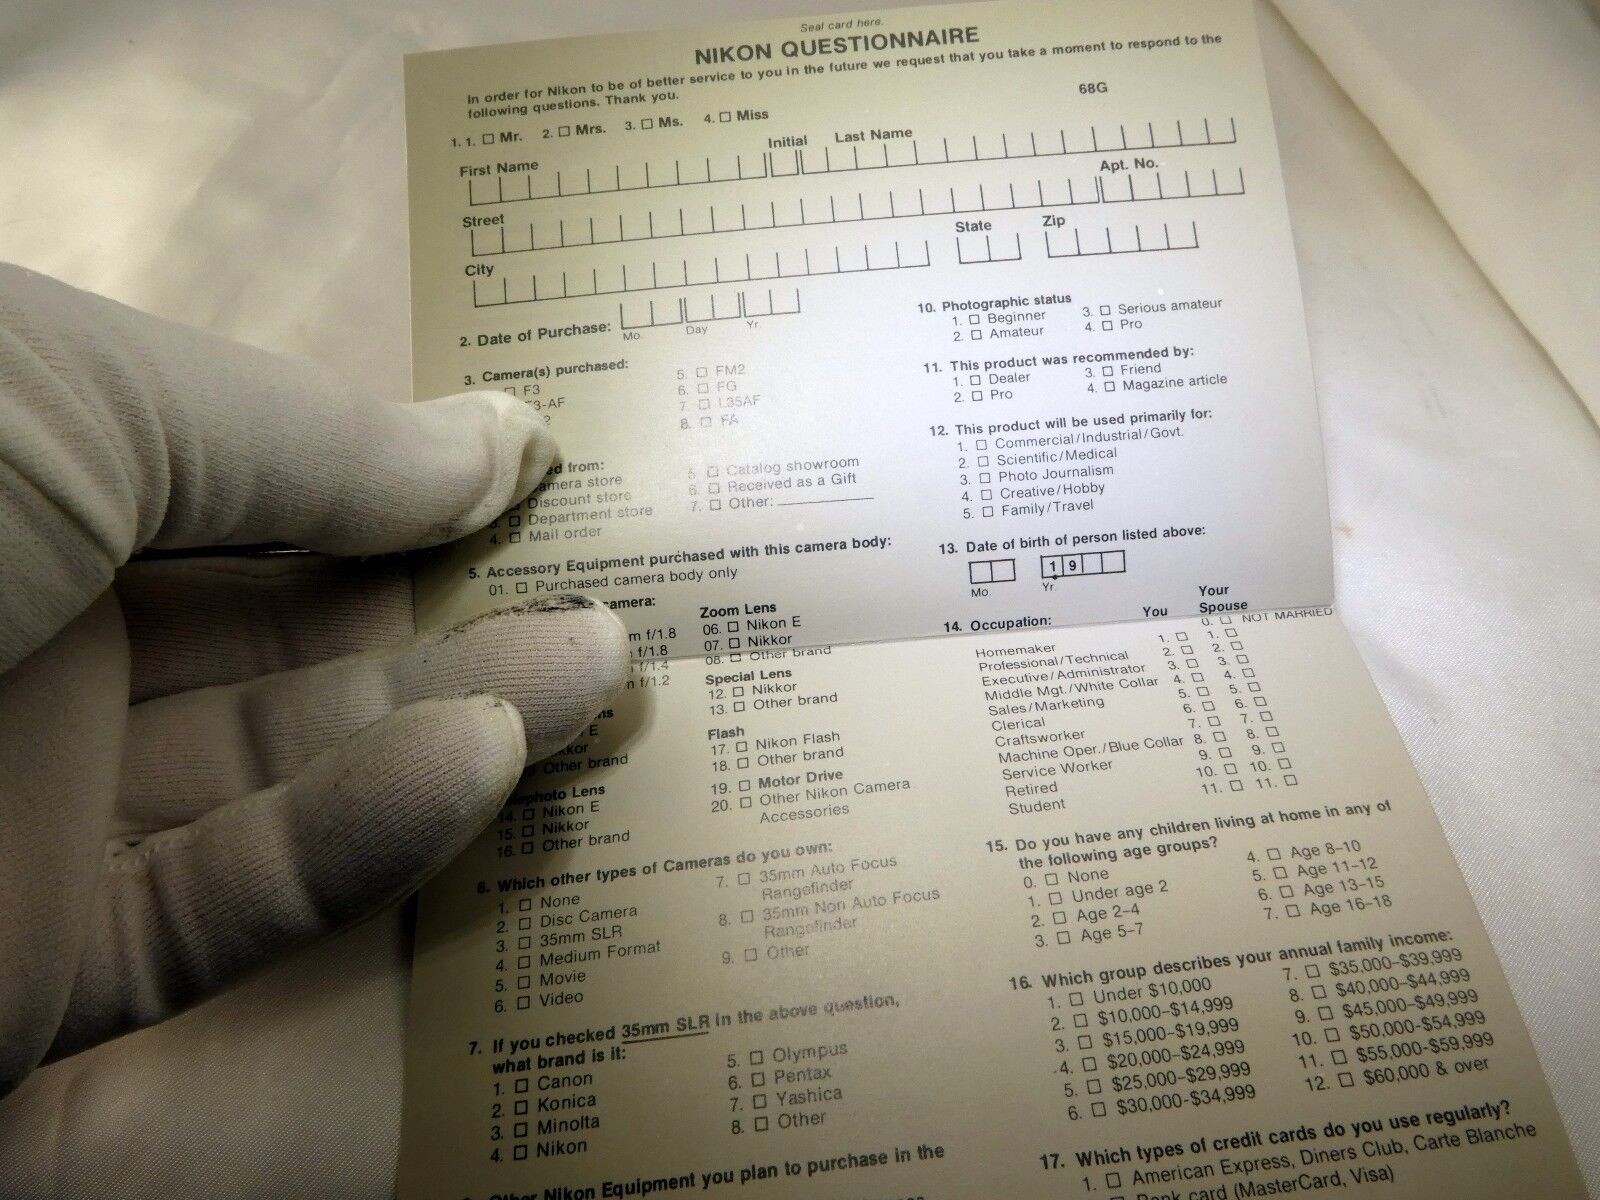 Seal card here.
NIKON QUESTIONNAIRE
In order for Nikon to be of better service to you in the future we request that you take a moment to respond to the
following questions. Thank you.
68G
1. 1. □ Mr. 2. □ Mrs. 3. □ Ms. 4. □ Miss
First Name Initial Last Name
Street Apt. No.
City State Zip
2. Date of Purchase:
Mo. Day Yr.
3. Camera(s) purchased:
□ F3
F3-AF
5. □ FM2
6. □ FG
7. □ L35AF
8. □ FA
ed from:
amera store
Discount store
3. □ Department store
4. □ Mail order
5. □ Catalog showroom
6. □ Received as a Gift
7. □ Other:
5. Accessory Equipment purchased with this camera body:
01. □ Purchased camera body only
camera:
m f/1.8
f/1.8
f/1.4
m f/1.2
ns
E
kkor
Other brand
ephoto Lens
14. □ Nikon E
15. □ Nikkor
16. □ Other brand
Zoom Lens
06. □ Nikon E
07. □ Nikkor
08. □ Other brand
Special Lens
12. □ Nikkor
13. □ Other brand
Flash
17. □ Nikon Flash
18. □ Other brand
19. □ Motor Drive
20. □ Other Nikon Camera
Accessories
6. Which other types of Cameras do you own:
1. □ None
2. □ Disc Camera
3. □ 35mm SLR
4. □ Medium Format
5. □ Movie
6. □ Video
7. □ 35mm Auto Focus
Rangefinder
8. □ 35mm Non Auto Focus
Rangefinder
9. □ Other
7. If you checked 35mm SLR in the above question,
what brand is it:
1. □ Canon
2. □ Konica
3. □ Minolta
4. □ Nikon
5. □ Olympus
6. □ Pentax
7. □ Yashica
8. □ Other
Other Nikon Equipment you plan to purchase in the
10. Photographic status
1. □ Beginner
2. □ Amateur
3. □ Serious amateur
4. □ Pro
11. This product was recommended by:
1. □ Dealer
2. □ Pro
3. □ Friend
4. □ Magazine article
12. This product will be used primarily for:
1. □ Commercial/Industrial/Govt.
2. □ Scientific/Medical
3. □ Photo Journalism
4. □ Creative/Hobby
5. □ Family/Travel
13. Date of birth of person listed above:
1 9
Mo. Yr.
14. Occupation: You Your
Spouse
0. □ NOT MARRIED
Homemaker 1. □ 1. □
Professional/Technical 2. □ 2. □
Executive/Administrator 3. □ 3. □
Middle Mgt./White Collar 4. □ 4. □
Sales/Marketing 5. □ 5. □
Clerical 6. □ 6. □
Craftsworker 7. □ 7. □
Machine Oper./Blue Collar 8. □ 8. □
Service Worker 9. □ 9. □
Retired 10. □ 10. □
Student 11. □ 11. □
15. Do you have any children living at home in any of
the following age groups?
0. □ None
1. □ Under age 2
2. □ Age 2–4
3. □ Age 5–7
4. □ Age 8–10
5. □ Age 11–12
6. □ Age 13–15
7. □ Age 16–18
16. Which group describes your annual family income:
1. □ Under $10,000
2. □ $10,000–$14,999
3. □ $15,000–$19,999
4. □ $20,000–$24,999
5. □ $25,000–$29,999
6. □ $30,000–$34,999
7. □ $35,000–$39,999
8. □ $40,000–$44,999
9. □ $45,000–$49,999
10. □ $50,000–$54,999
11. □ $55,000-$59,999
12. □ $60,000 & over
17. Which types of credit cards do you use regularly?
1. □ American Express, Diners Club, Carte Blanche
Bank card (MasterCard, Visa)